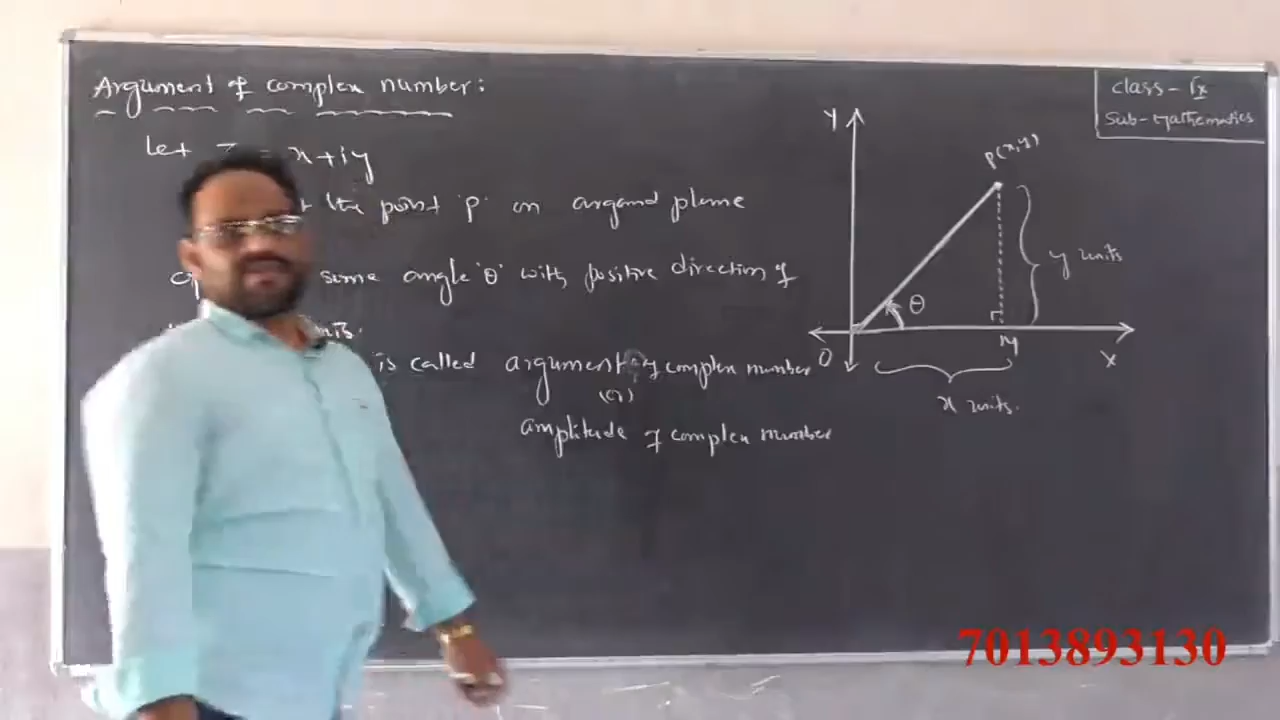 Argument of complex number:
Let z = x+iy
the point 'P' on argand plane
some angle 'θ' with positive direction of
is called argument of complex number
(or)
amplitude of complex number
Class - IX
Sub - Mathematics
Y
P(x,y)
y units
θ
O
M
X
x units.
7013893130